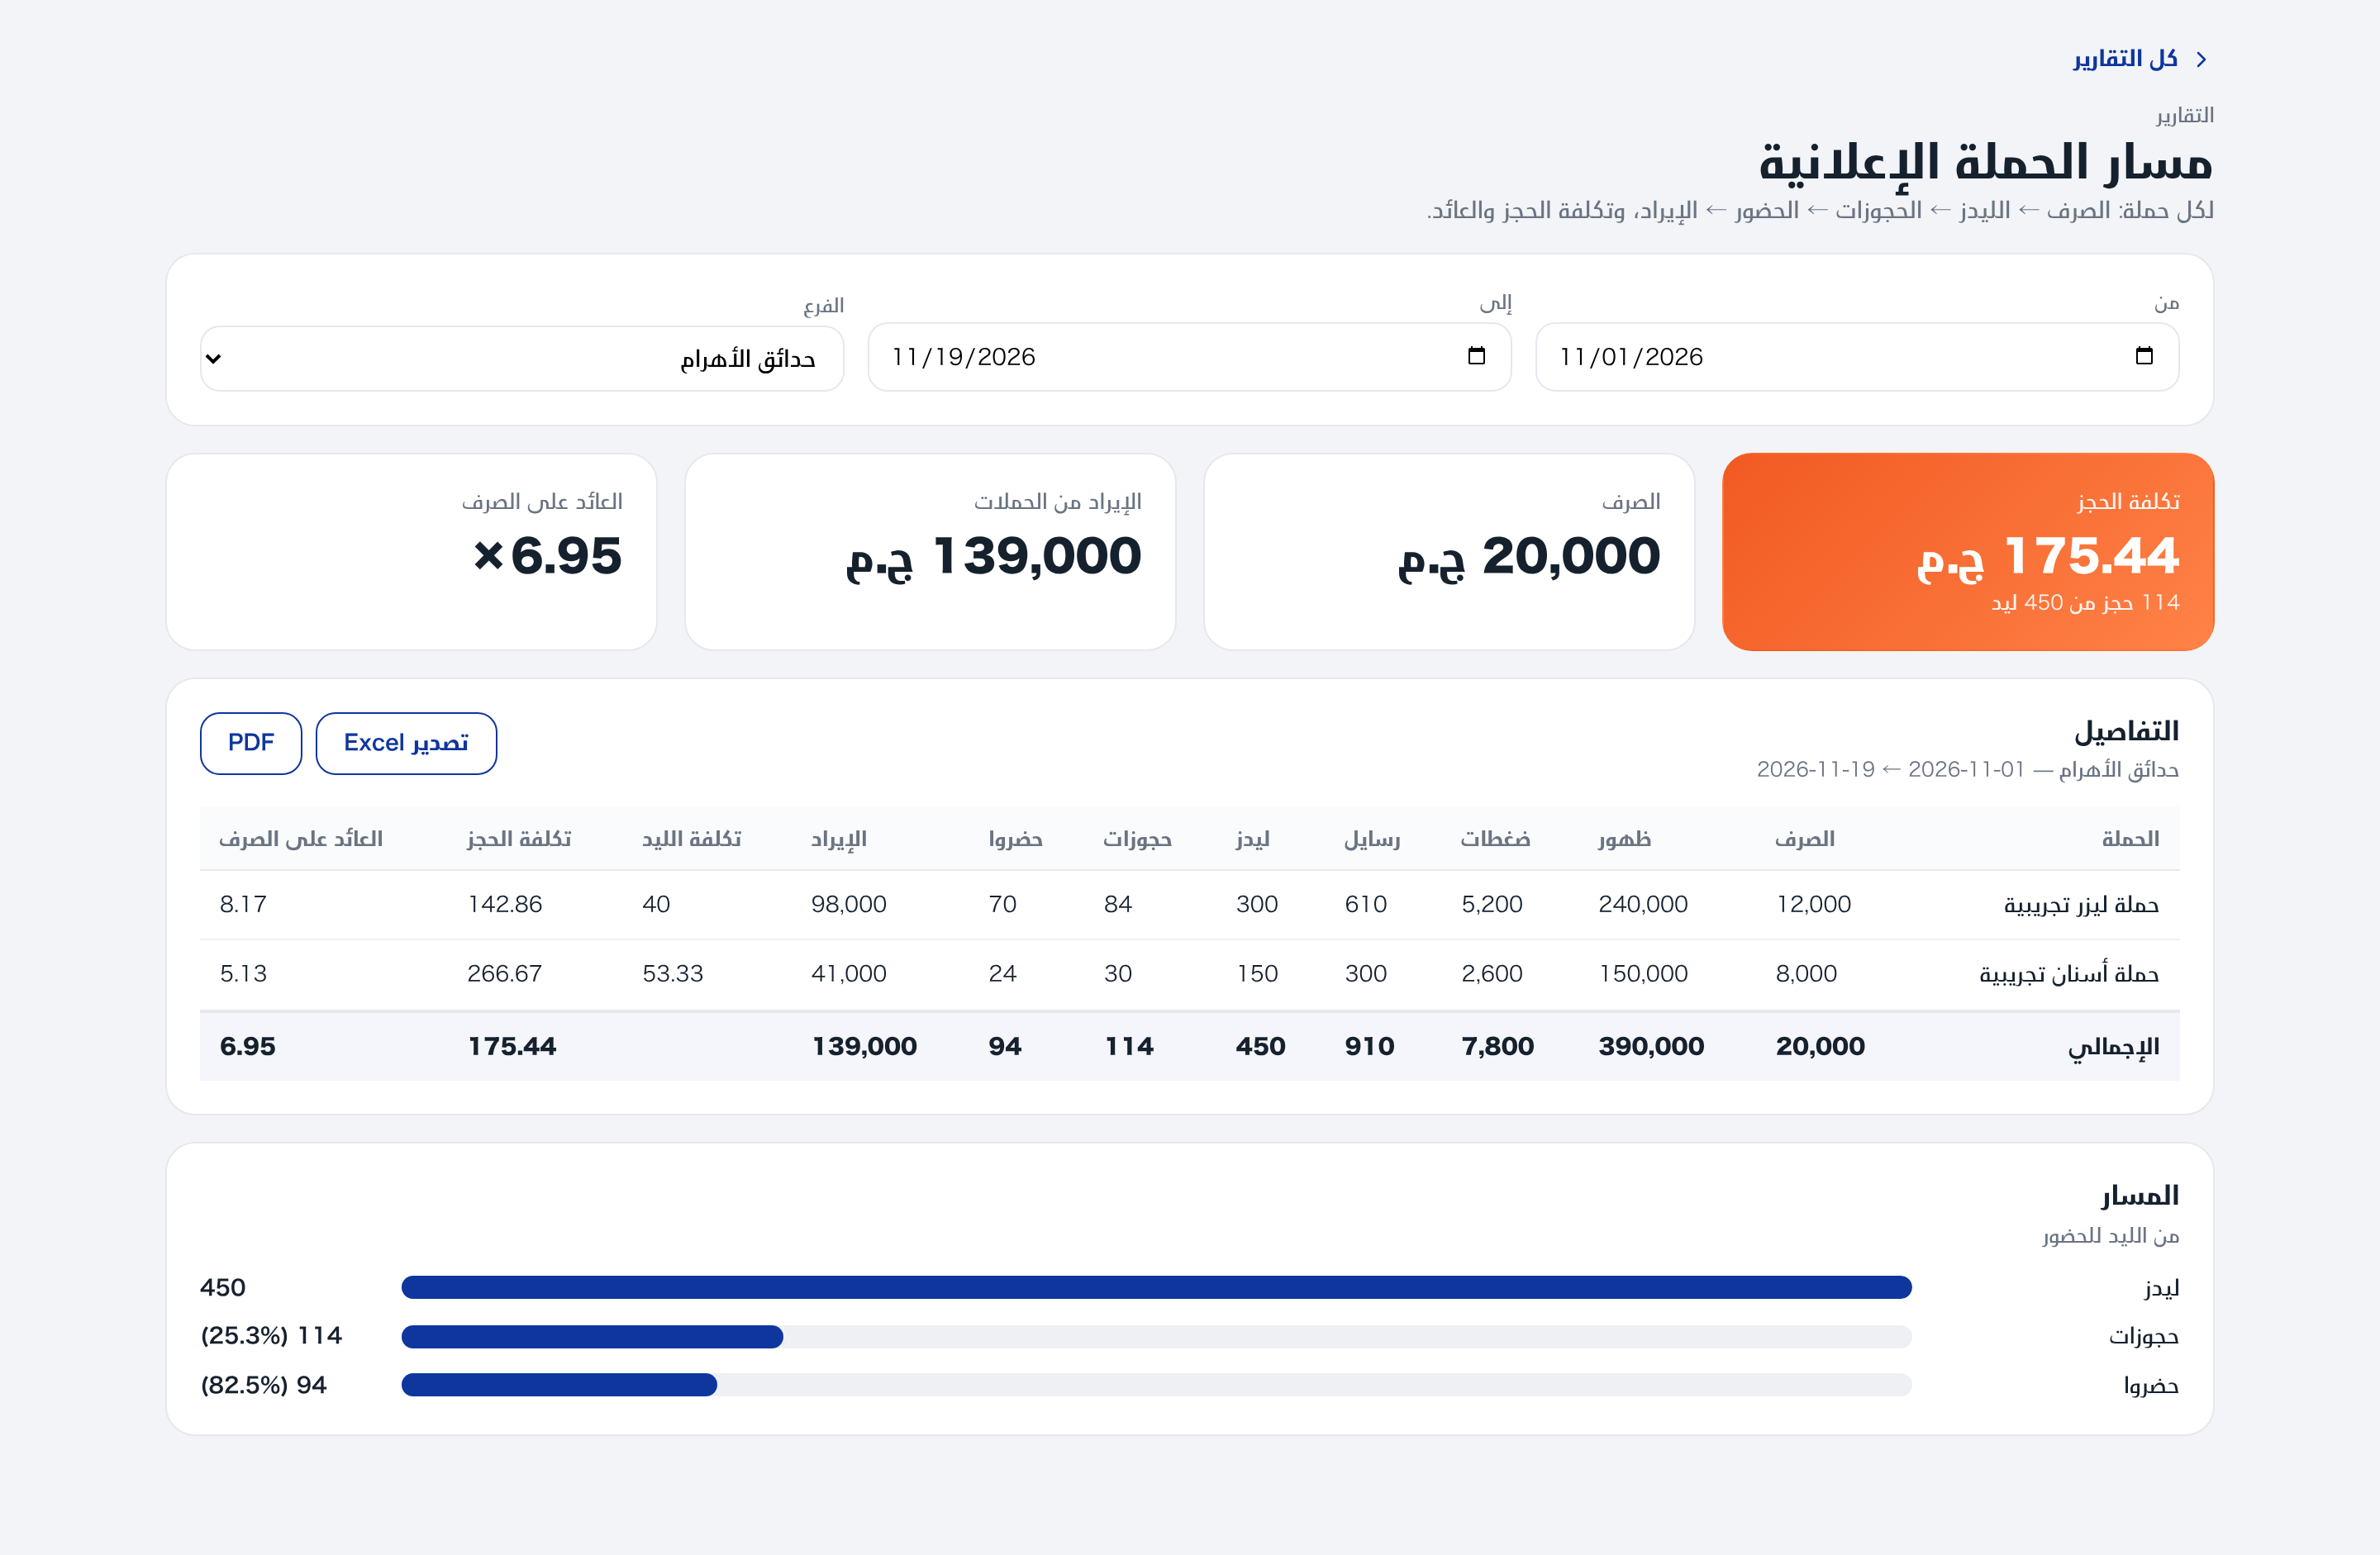 كل التقارير
التقارير
مسار الحملة الإعلانية
لكل حملة: الصرف ← الليدز ← الحجوزات ← الحضور ← الإيراد، وتكلفة الحجز والعائد.
من
11/01/2026
إلى
11/19/2026
الفرع
حدائق الأهرام
تكلفة الحجز
175.44 ج.م
114 حجز من 450 ليد
الصرف
20,000 ج.م
الإيراد من الحملات
139,000 ج.م
العائد على الصرف
6.95×
التفاصيل
حدائق الأهرام — 2026-11-01 ← 2026-11-19
تصدير Excel
PDF
الحملة الصرف ظهور ضغطات رسايل ليدز حجوزات حضروا الإيراد تكلفة الليد تكلفة الحجز العائد على الصرف
حملة ليزر تجريبية 12,000 240,000 5,200 610 300 84 70 98,000 40 142.86 8.17
حملة أسنان تجريبية 8,000 150,000 2,600 300 150 30 24 41,000 53.33 266.67 5.13
الإجمالي 20,000 390,000 7,800 910 450 114 94 139,000 175.44 6.95
المسار
من الليد للحضور
ليدز 450
حجوزات 114 (25.3%)
حضروا 94 (82.5%)